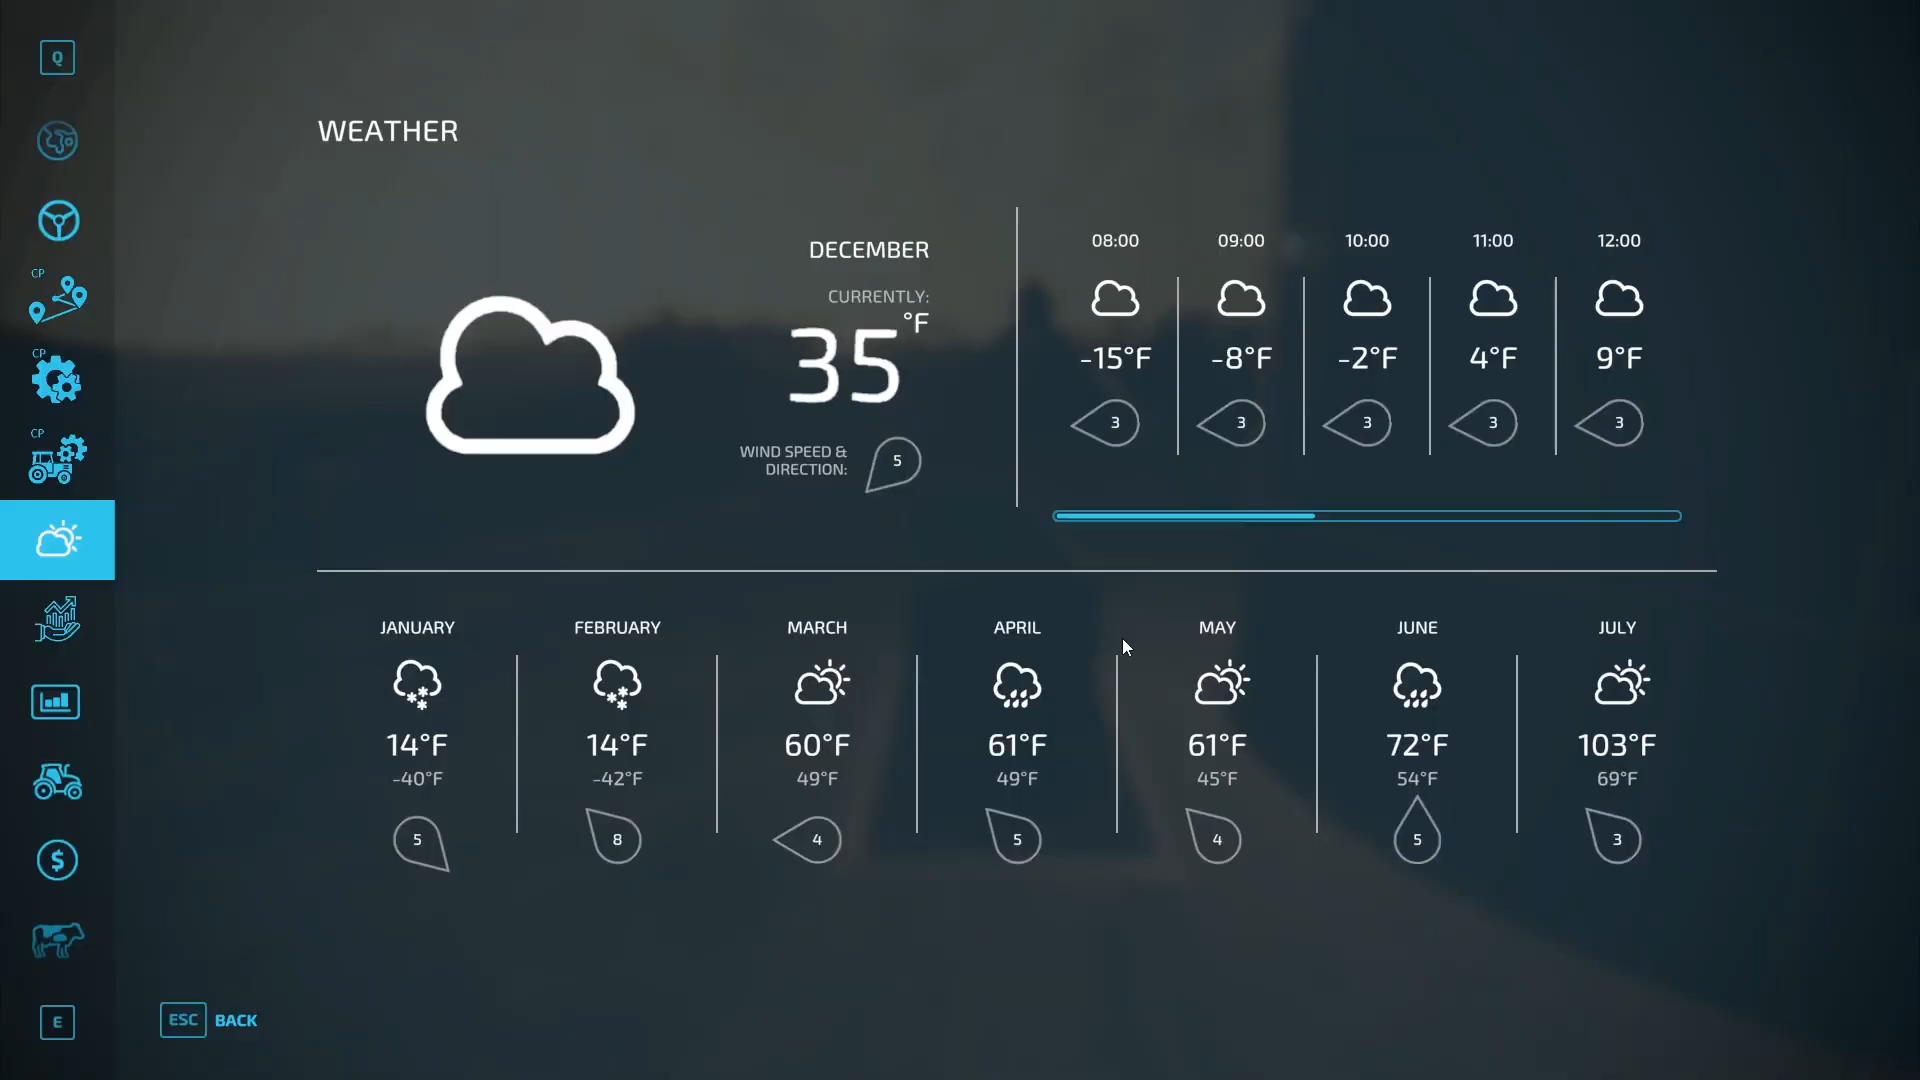 Q
CP
CP
CP
E
WEATHER
DECEMBER
CURRENTLY:
35 °F
WIND SPEED &
DIRECTION:
5
08:00 09:00 10:00 11:00 12:00
-15°F -8°F -2°F 4°F 9°F
3 3 3 3 3
JANUARY FEBRUARY MARCH APRIL MAY JUNE JULY
14°F 14°F 60°F 61°F 61°F 72°F 103°F
-40°F -42°F 49°F 49°F 45°F 54°F 69°F
5 8 4 5 4 5 3
ESC BACK